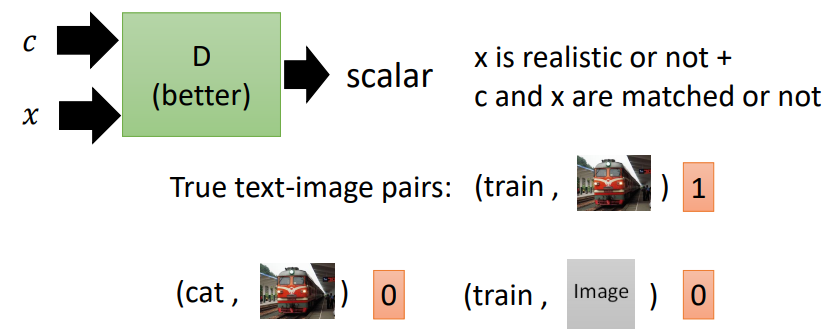 c
x
D
(better)
scalar
x is realistic or not +
c and x are matched or not
True text-image pairs: (train , ) 1
(cat , ) 0
(train , Image ) 0